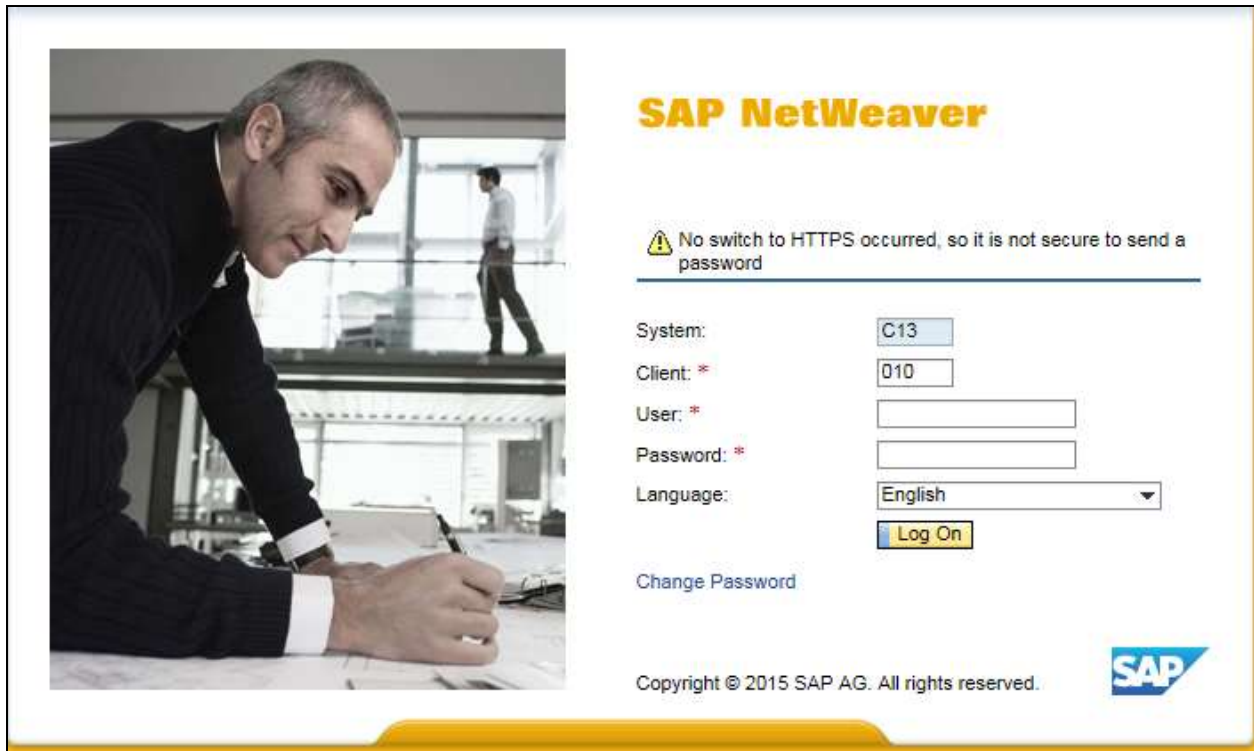 SAP NetWeaver
No switch to HTTPS occurred, so it is not secure to send a
password
System: C13
Client: * 010
User: *
Password: *
Language: English
Log On
Change Password
Copyright © 2015 SAP AG. All rights reserved.
SAP